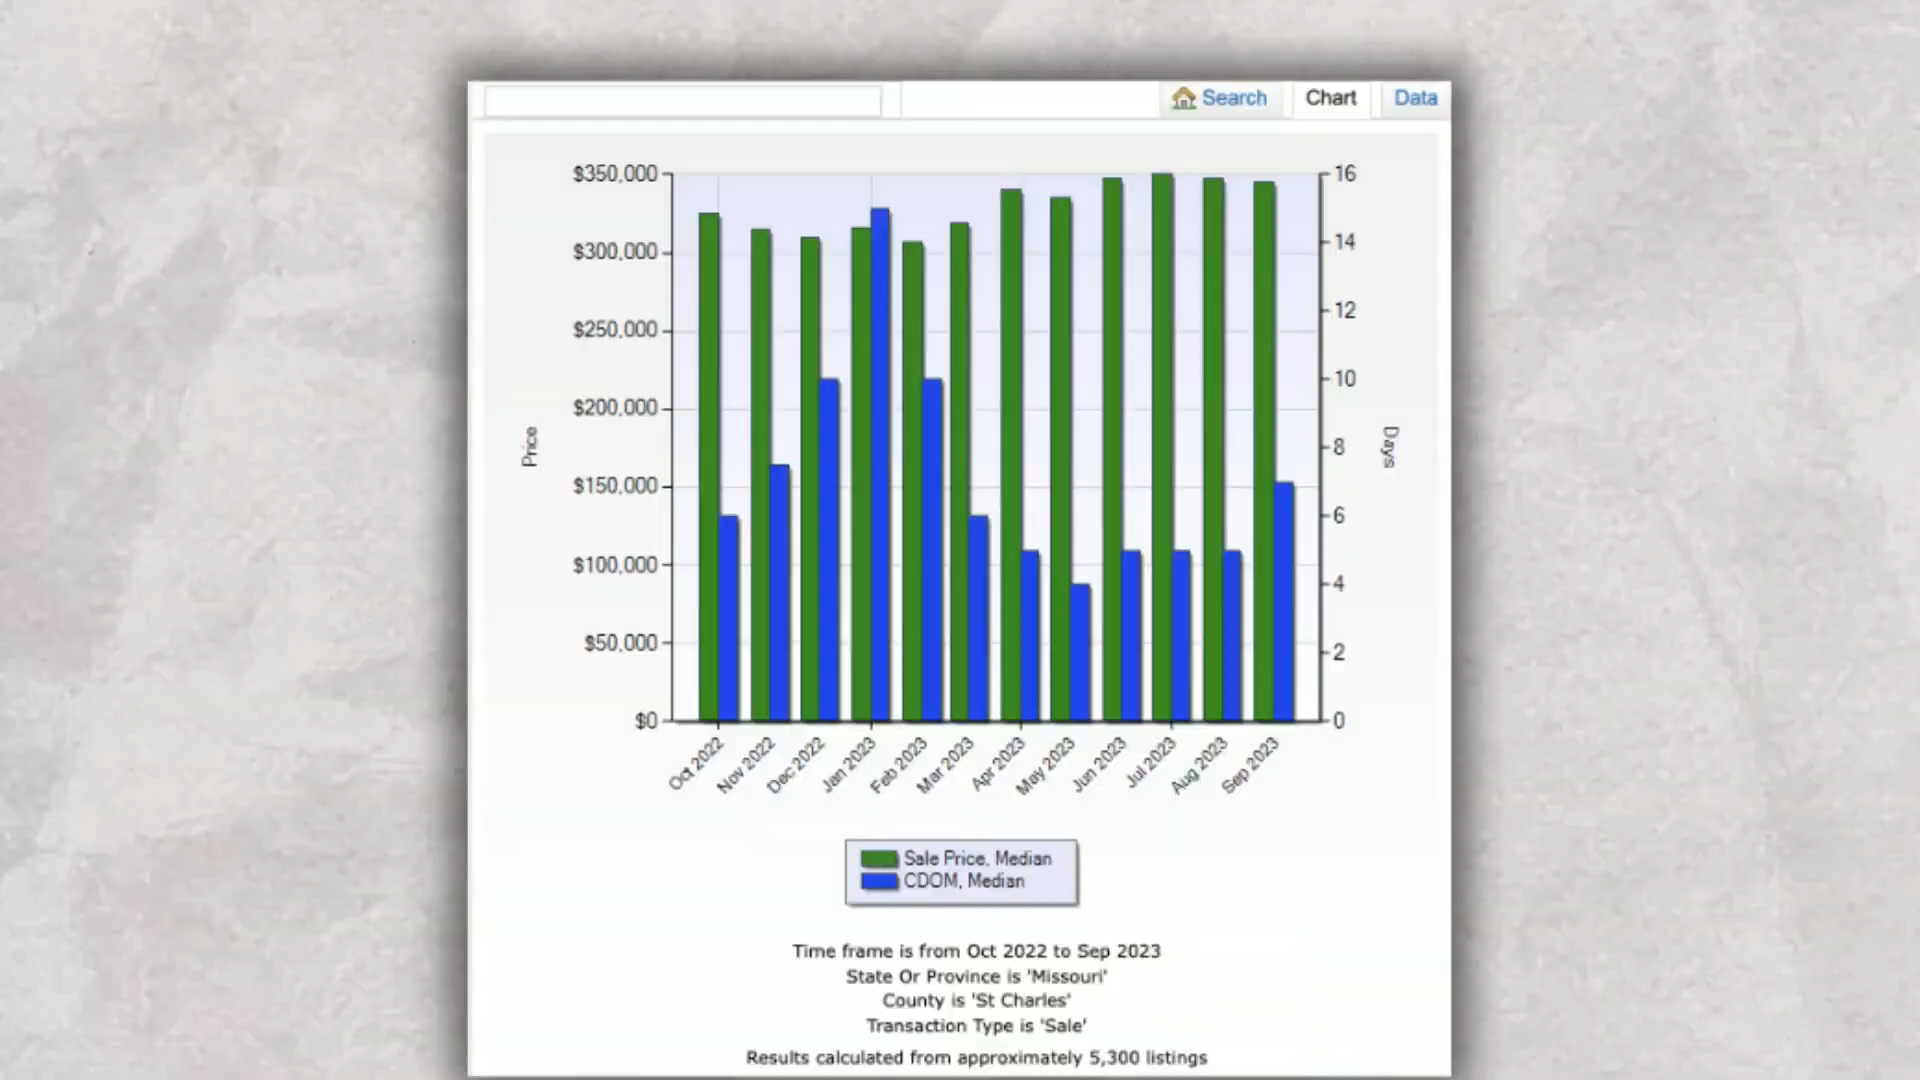 Search Chart Data
$350,000
$300,000
$250,000
$200,000
$150,000
$100,000
$50,000
$0
Price
16
14
12
10
8
6
4
2
0
Days
Oct 2022
Nov 2022
Dec 2022
Jan 2023
Feb 2023
Mar 2023
Apr 2023
May 2023
Jun 2023
Jul 2023
Aug 2023
Sep 2023
Sale Price, Median
CDOM, Median
Time frame is from Oct 2022 to Sep 2023
State Or Province is 'Missouri'
County is 'St Charles'
Transaction Type is 'Sale'
Results calculated from approximately 5,300 listings